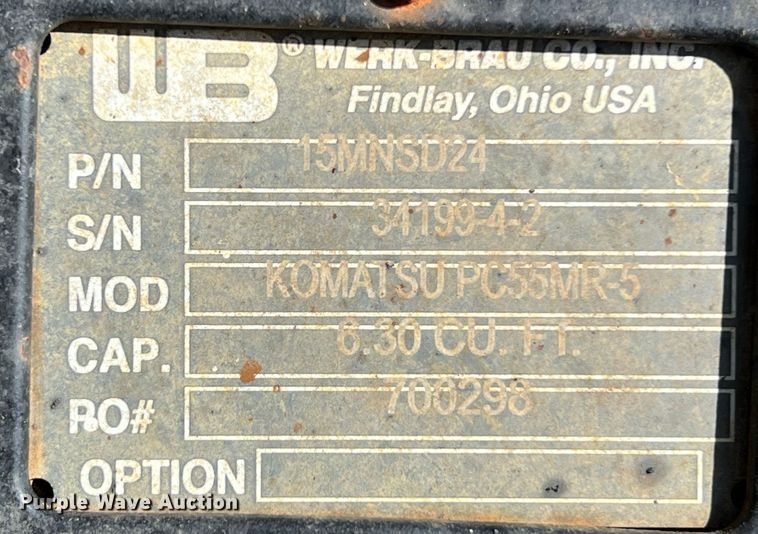 WB® WERK-BRAU CO., INC.
Findlay, Ohio USA
P/N 15MNSD24
S/N 34199-4-2
MOD KOMATSU PC55MR-5
CAP. 6.30 CU. FT.
PO# 700298
OPTION
Purple Wave Auction